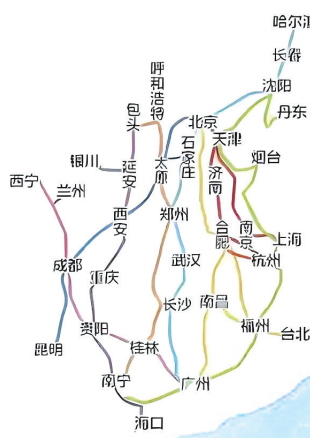 哈尔滨
长春
沈阳
丹东
呼和浩特
包头
北京
天津
石家庄
烟台
银川
延安
太原
济南
西宁
兰州
西安
郑州
合肥
南京
上海
杭州
成都
武汉
重庆
南昌
长沙
贵阳
福州
台北
昆明
桂林
南宁
广州
海口